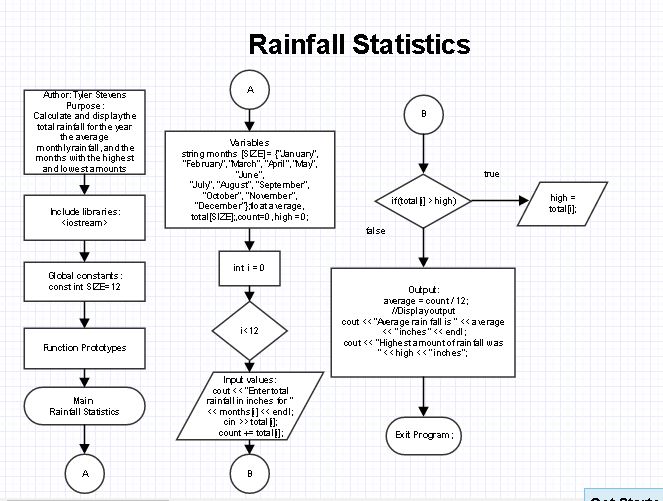 Rainfall Statistics
Author: Tyler Stevens
Purpose:
Calculate and display the
total rainfall for the year
the average
monthly rainfall, and the
months with the highest
and lowest amounts
Include libraries:
<iostream>
Global constants:
const int SIZE= 12
Function Prototypes
Main
Rainfall Statistics
A
A
Variables
string months [SIZE] = {"January",
"February", "March", "April", "May",
"June",
"July", "August", "September",
"October", "November",
"December"};float average,
total[SIZE];,count=0, high =0;
int i = 0
i<12
Input values:
cout << "Enter total
rainfall in inches for "
<< months[i] << endl;
cin >> total[i];
count += total[i];
B
B
if(total[i] > high)
true
high =
total[i];
false
Output:
average = count / 12;
//Display output
cout << "Average rain fall is " << average
<< "inches" << endl;
cout << "Highest amount of rainfall was
"<< high << "inches";
Exit Program;